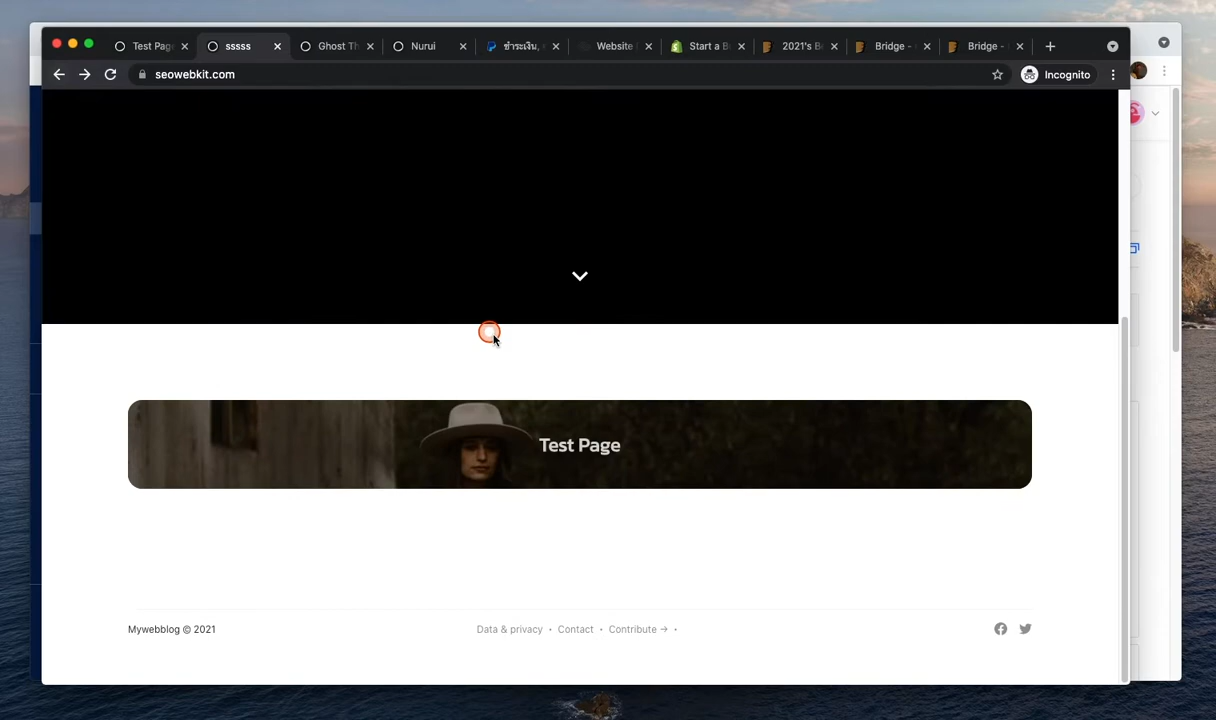 Test Page
sssss
Ghost Th
Nurui
ชำระเงิน,
Website
Start a B
2021's B
Bridge -
Bridge -
seowebkit.com
Incognito
Test Page
Mywebblog © 2021
Data & privacy • Contact • Contribute → •